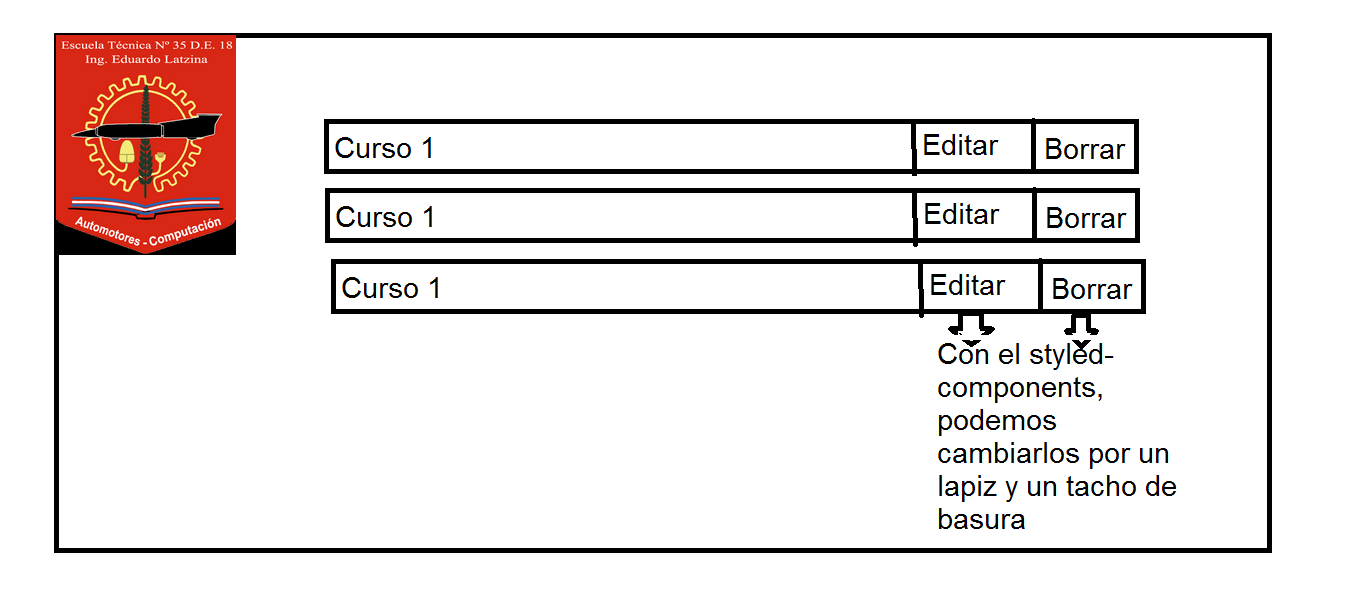 Escuela Técnica Nº 35 D.E. 18
Ing. Eduardo Latzina
Automotores - Computación
Curso 1
Editar
Borrar
Curso 1
Editar
Borrar
Curso 1
Editar
Borrar
Con el styled-
components,
podemos
cambiarlos por un
lapiz y un tacho de
basura